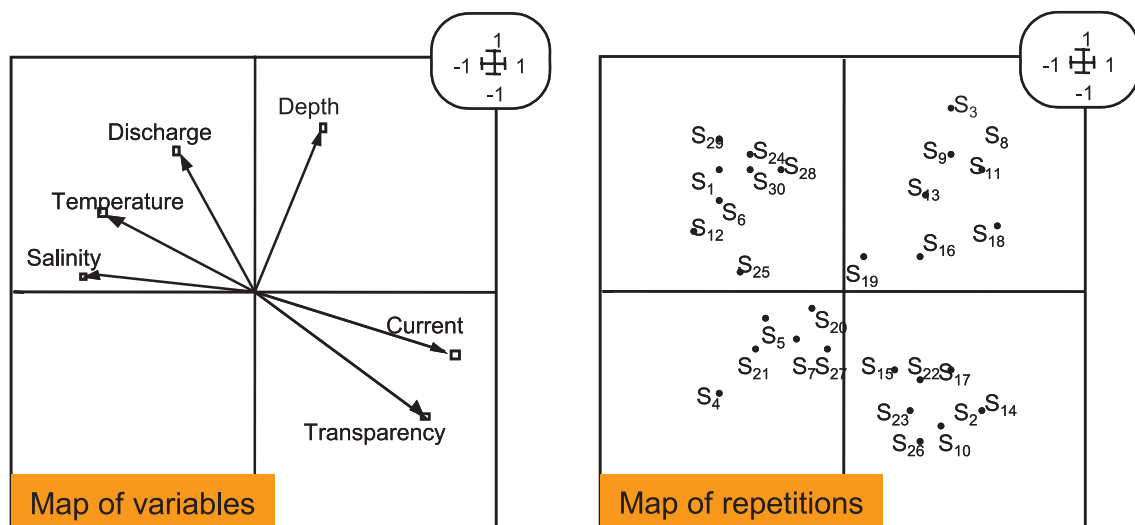 1
-1 1
-1
Depth
Discharge
Temperature
Salinity
Current
Transparency
Map of variables
1
-1 1
-1
S3
S8
S29
S24
S9
S1
S30
S28
S11
S13
S6
S12
S16
S18
S25
S19
S20
S5
S21
S7
S27
S15
S22
S17
S4
S23
S2
S14
S26
S10
Map of repetitions